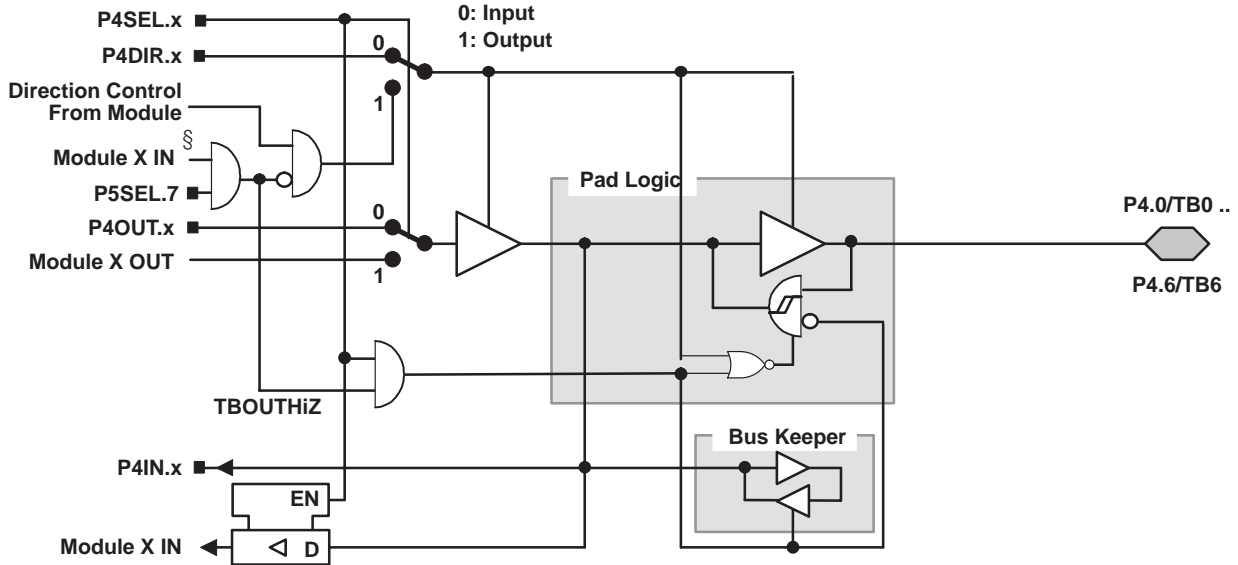 P4SEL.x
0: Input
1: Output
P4DIR.x
0
Direction Control
From Module
1
§
Module X IN
P5SEL.7
Pad Logic
P4OUT.x
0
P4.0/TB0 ..
Module X OUT
1
P4.6/TB6
TBOUTHiZ
Bus Keeper
P4IN.x
EN
Module X IN
D